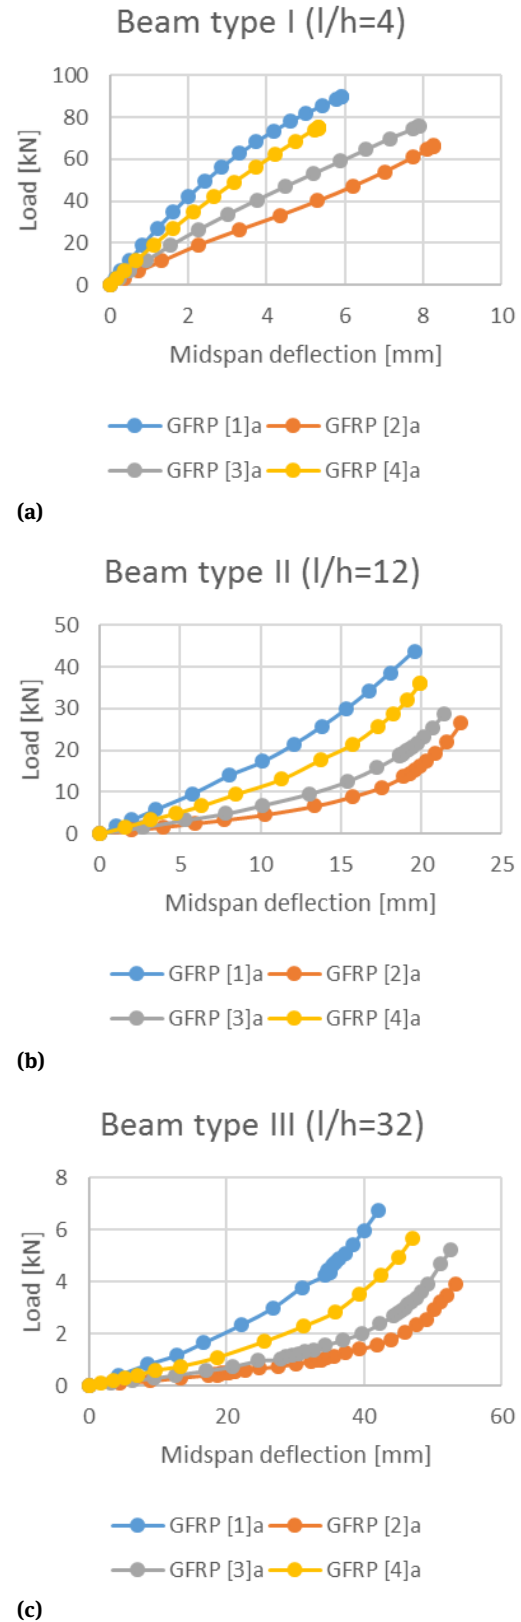 Beam type I (l/h=4)
100
80
60
40
20
0
Load [kN]
0 2 4 6 8 10
Midspan deflection [mm]
GFRP [1]a GFRP [2]a
GFRP [3]a GFRP [4]a
(a)
Beam type II (l/h=12)
50
40
30
20
10
0
Load [kN]
0 5 10 15 20 25
Midspan deflection [mm]
GFRP [1]a GFRP [2]a
GFRP [3]a GFRP [4]a
(b)
Beam type III (l/h=32)
8
6
4
2
0
Load [kN]
0 20 40 60
Midspan deflection [mm]
GFRP [1]a GFRP [2]a
GFRP [3]a GFRP [4]a
(c)